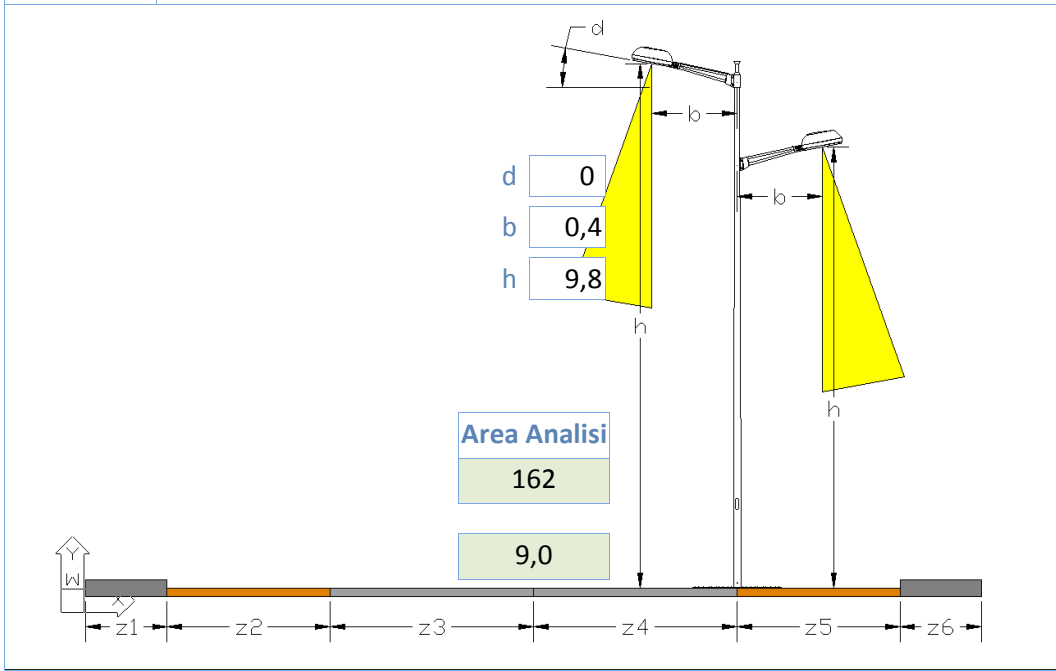 d
b
b
d 0
b 0,4
h 9,8
h
h
Area Analisi
162
9,0
Y
W
X
z1 z2 z3 z4 z5 z6